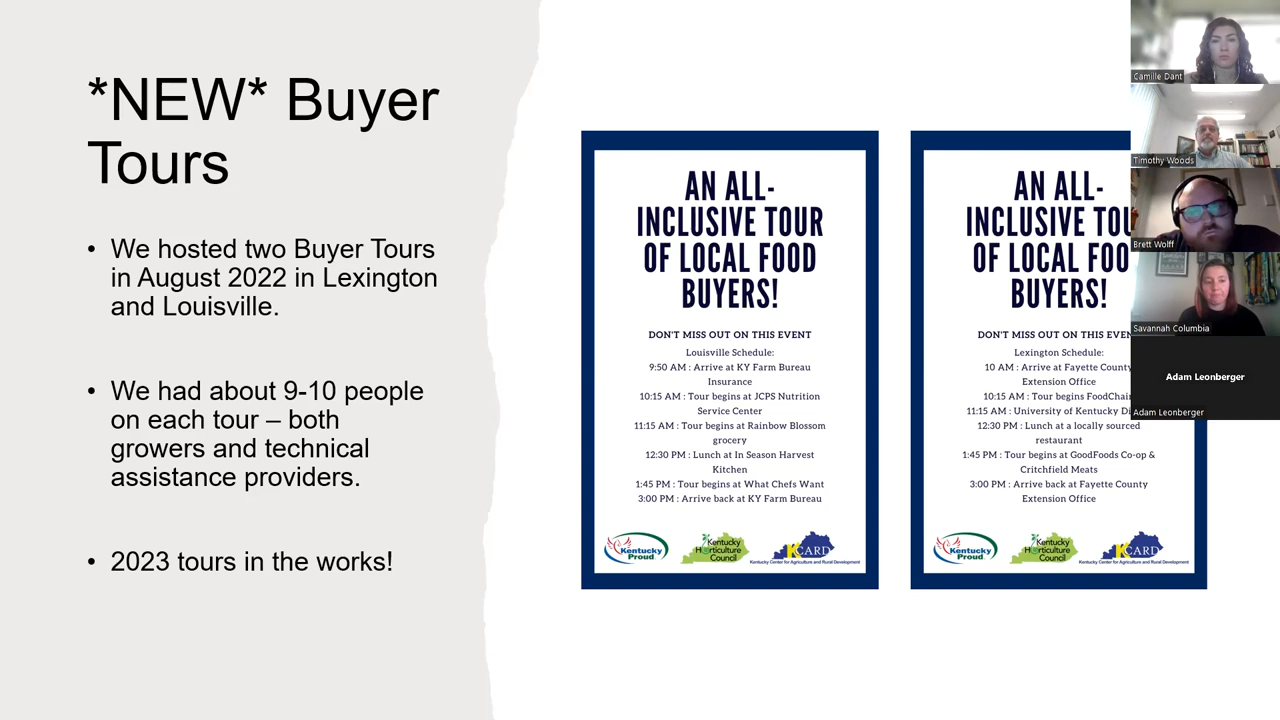 *NEW* Buyer
Tours
• We hosted two Buyer Tours
in August 2022 in Lexington
and Louisville.
• We had about 9-10 people
on each tour – both
growers and technical
assistance providers.
• 2023 tours in the works!
AN ALL-
INCLUSIVE TOUR
OF LOCAL FOOD
BUYERS!
DON'T MISS OUT ON THIS EVENT
Louisville Schedule:
9:50 AM : Arrive at KY Farm Bureau
Insurance
10:15 AM : Tour begins at JCPS Nutrition
Service Center
11:15 AM : Tour begins at Rainbow Blossom
grocery
12:30 PM : Lunch at In Season Harvest
Kitchen
1:45 PM : Tour begins at What Chefs Want
3:00 PM : Arrive back at KY Farm Bureau
Kentucky
Proud
Kentucky
Horticulture
Council
KCARD
Kentucky Center for Agriculture and Rural Development
AN ALL-
INCLUSIVE TOU
OF LOCAL FOO
BUYERS!
DON'T MISS OUT ON THIS EVEN
Lexington Schedule:
10 AM : Arrive at Fayette County
Extension Office
10:15 AM : Tour begins FoodChain
11:15 AM : University of Kentucky Di
12:30 PM : Lunch at a locally sourced
restaurant
1:45 PM : Tour begins at GoodFoods Co-op &
Critchfield Meats
3:00 PM : Arrive back at Fayette County
Extension Office
Kentucky
Proud
Kentucky
Horticulture
Council
KCARD
Kentucky Center for Agriculture and Rural Development
Camille Dant
Timothy Woods
Brett Wolff
Savannah Columbia
Adam Leonberger
Adam Leonberger